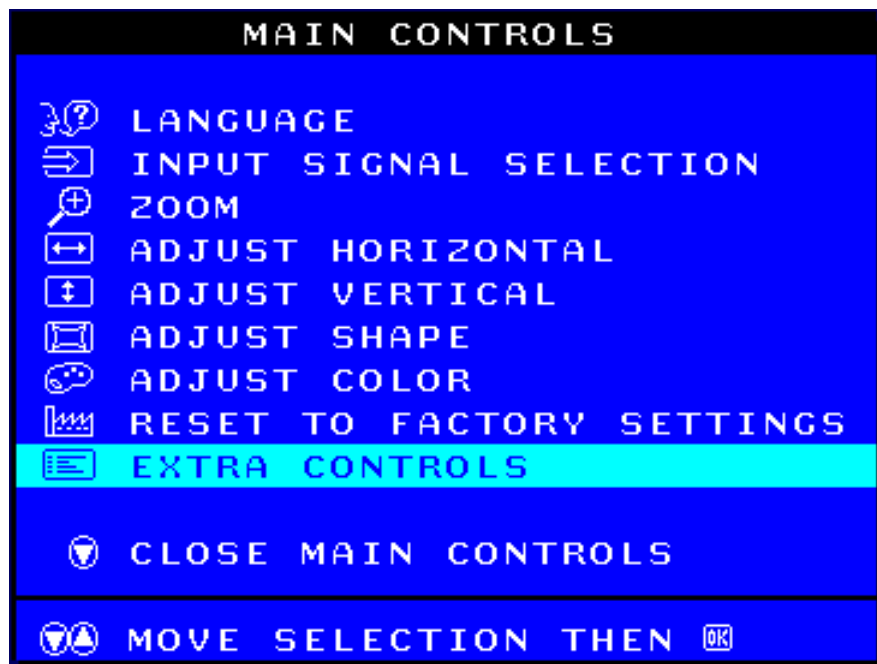 MAIN CONTROLS
LANGUAGE
INPUT SIGNAL SELECTION
ZOOM
ADJUST HORIZONTAL
ADJUST VERTICAL
ADJUST SHAPE
ADJUST COLOR
RESET TO FACTORY SETTINGS
EXTRA CONTROLS
CLOSE MAIN CONTROLS
MOVE SELECTION THEN OK